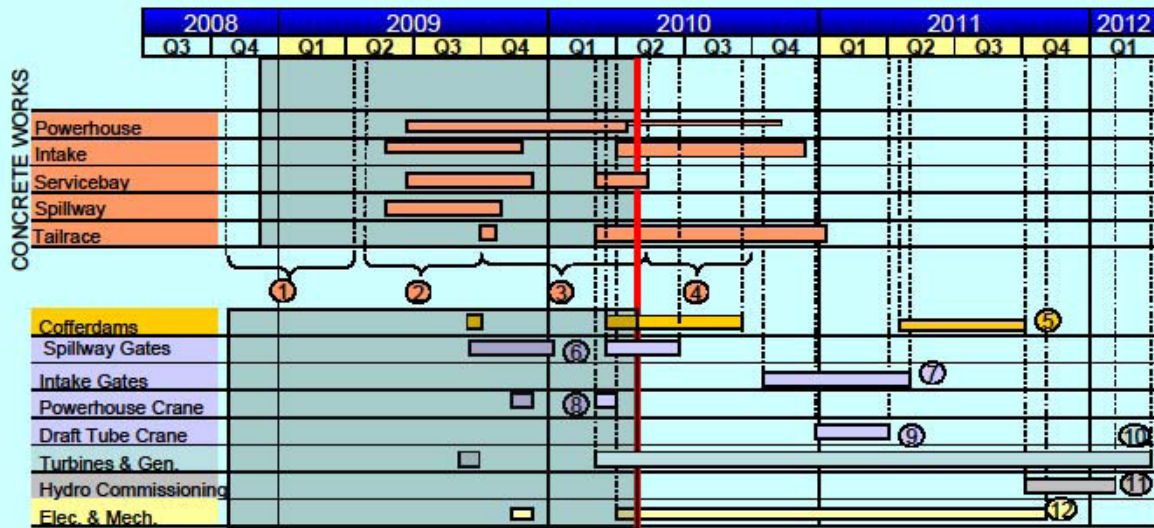 2008 2009 2010 2011 2012
Q3 Q4 Q1 Q2 Q3 Q4 Q1 Q2 Q3 Q4 Q1 Q2 Q3 Q4 Q1
CONCRETE WORKS
Powerhouse
Intake
Servicebay
Spillway
Tailrace
1 2 3 4
Cofferdams 5
Spillway Gates 6
Intake Gates 7
Powerhouse Crane 8
Draft Tube Crane 9 10
Turbines & Gen.
Hydro Commissioning 11
Elec. & Mech. 12